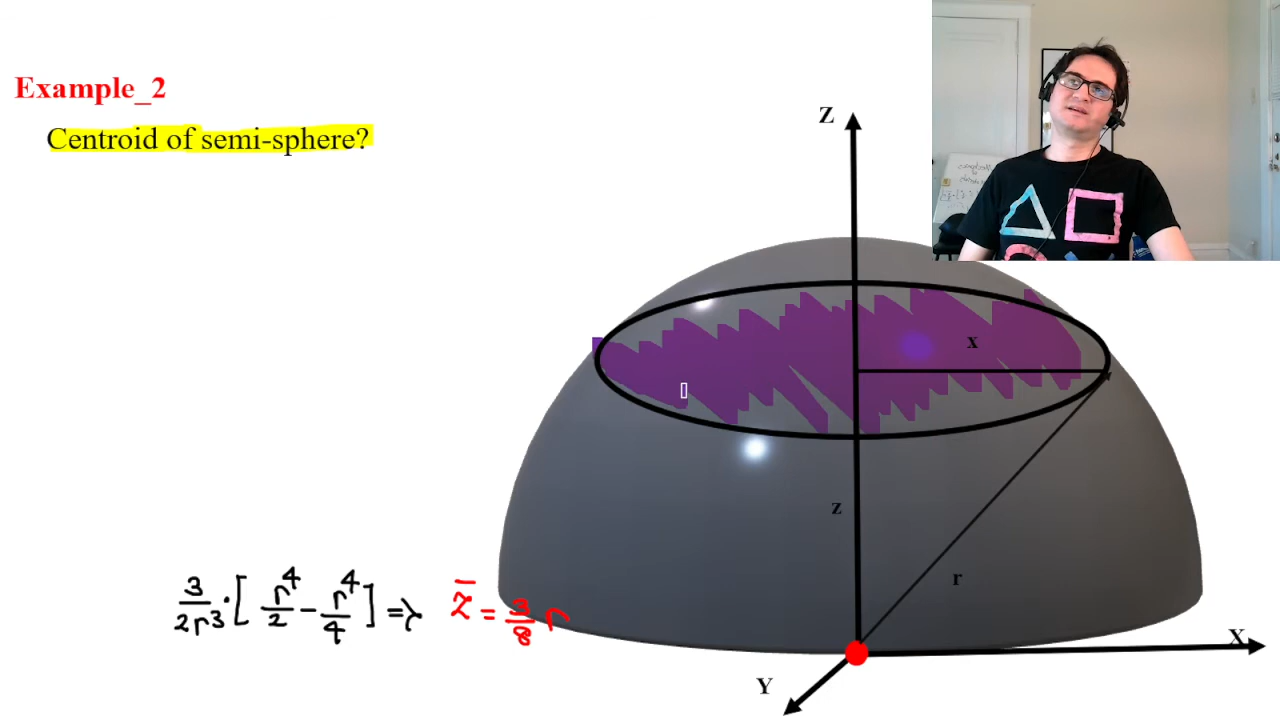 Example_2
Centroid of semi-sphere?
Z
x
z
r
3/2r³ · [ r⁴/2 − r⁴/4 ] ⇒ z̄ = 3/8 r
X
Y